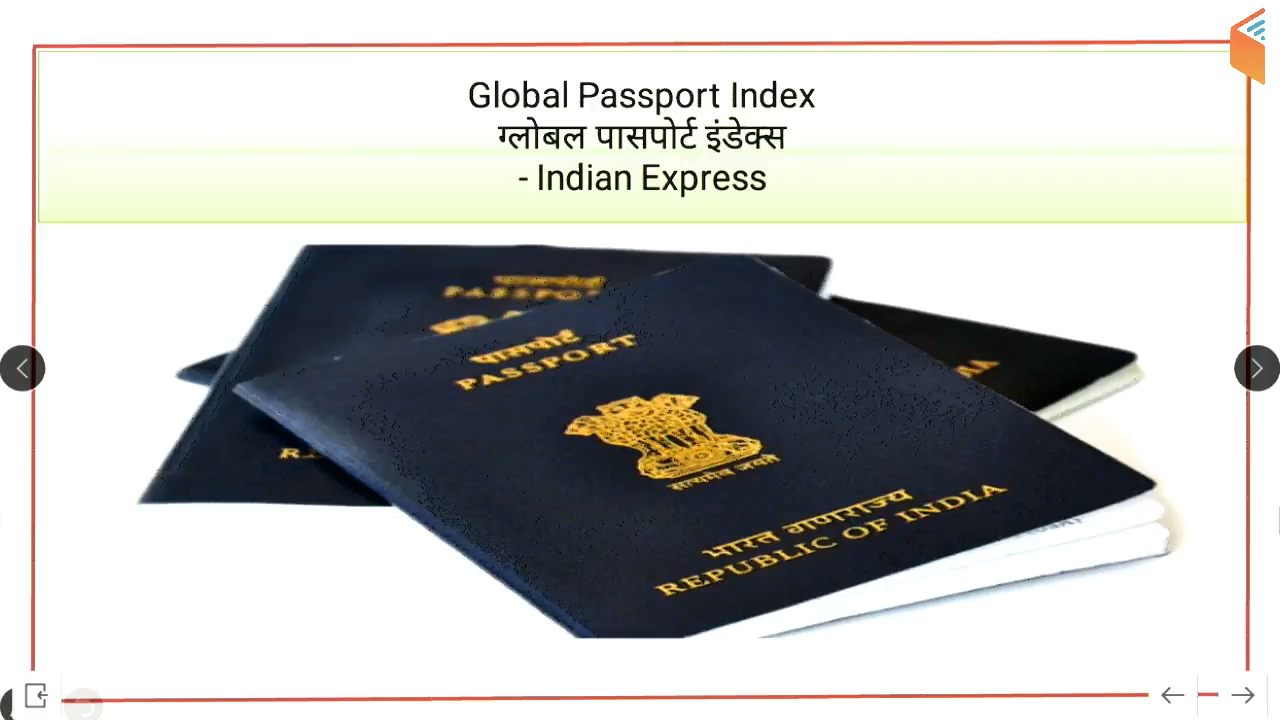 Global Passport Index
ग्लोबल पासपोर्ट इंडेक्स
- Indian Express
पासपोर्ट
PASSPORT
सत्यमेव जयते
भारत गणराज्य
REPUBLIC OF INDIA